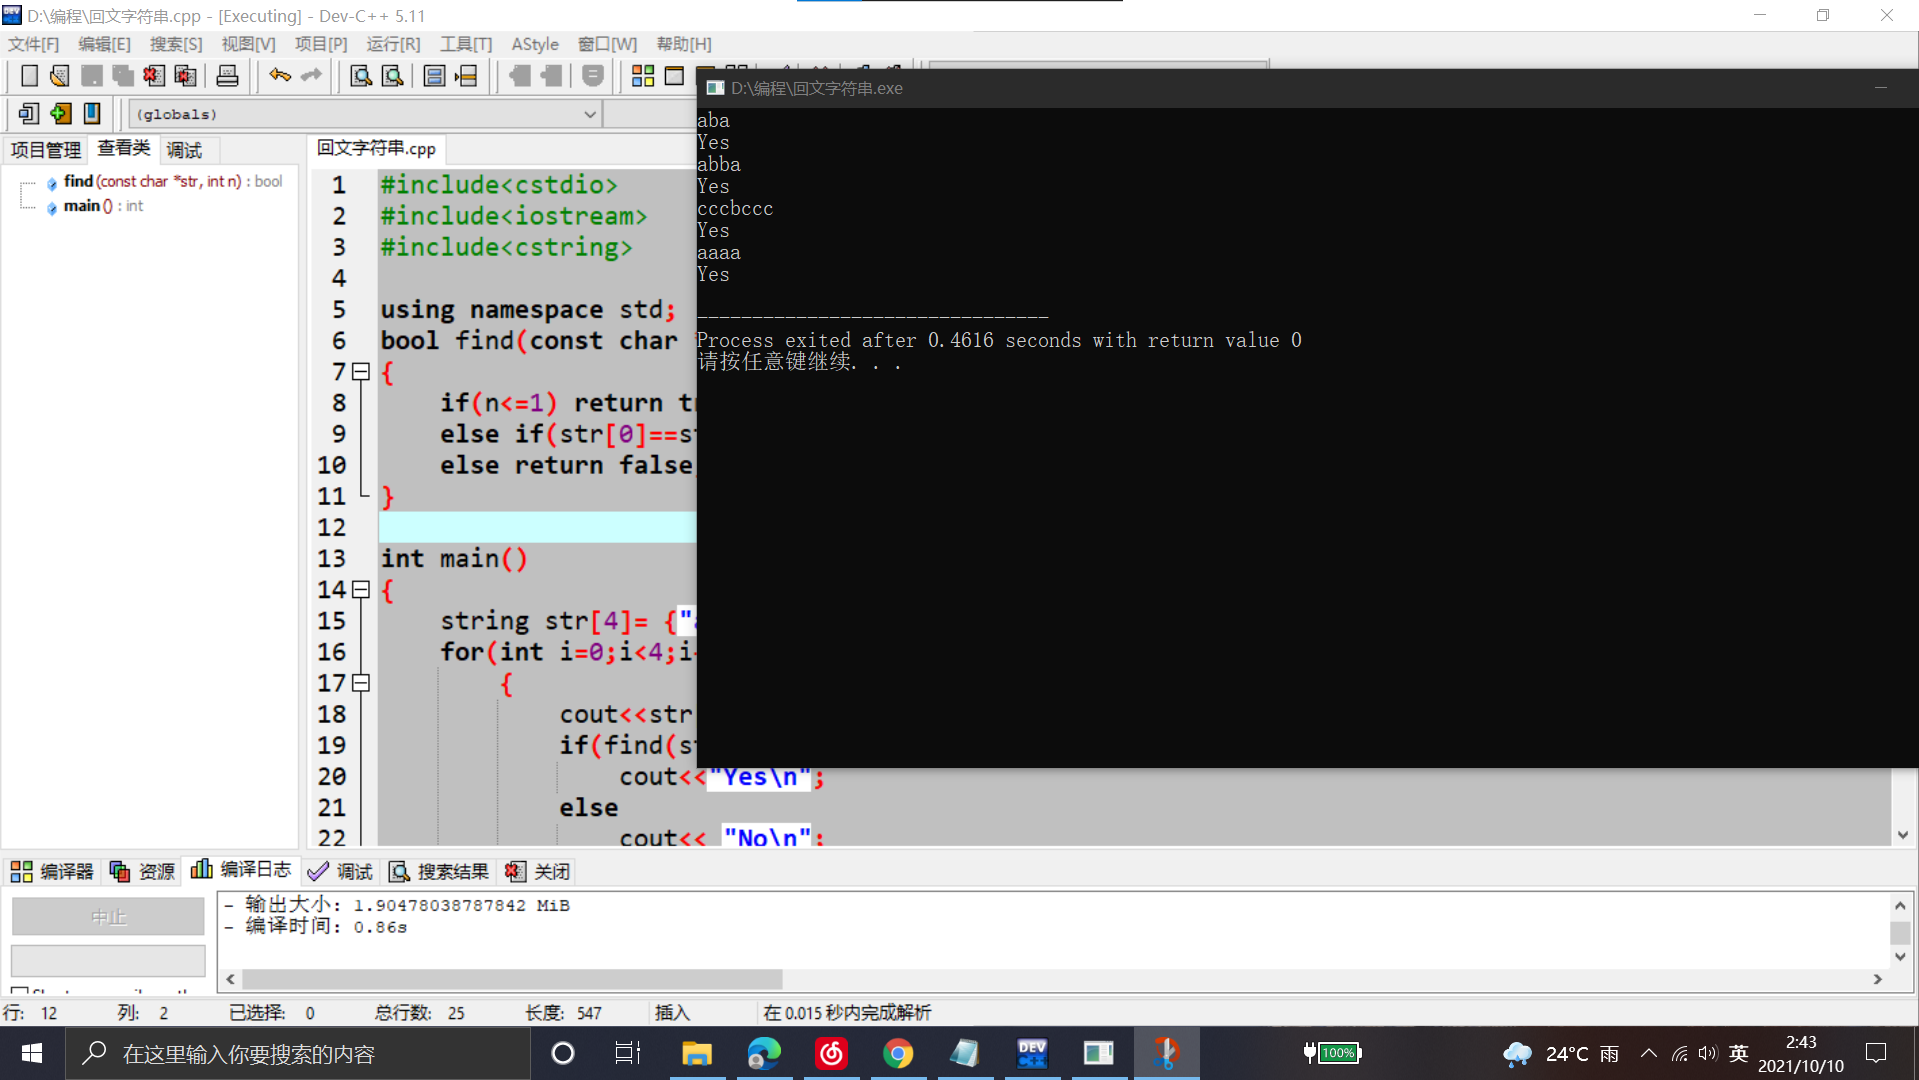 D:\编程\回文字符串.cpp - [Executing] - Dev-C++ 5.11
文件[F] 编辑[E] 搜索[S] 视图[V] 项目[P] 运行[R] 工具[T] AStyle 窗口[W] 帮助[H]
(globals)
项目管理 查看类 调试
find (const char *str, int n) : bool
main () : int
回文字符串.cpp
1 #include<cstdio>
2 #include<iostream>
3 #include<cstring>
4
5 using namespace std;
6 bool find(const char
7 {
8 if(n<=1) return
9 else if(str[0]==
10 else return false
11 }
12
13 int main()
14 {
15 string str[4]= {"
16 for(int i=0;i<4;i
17 {
18 cout<<str
19 if(find(
20 cout<<"Yes\n";
21 else
22 cout<< "No\n";
D:\编程\回文字符串.exe
aba
Yes
abba
Yes
cccbccc
Yes
aaaa
Yes
--------------------------------
Process exited after 0.4616 seconds with return value 0
请按任意键继续. . .
编译器 资源 编译日志 调试 搜索结果 关闭
中止
- 输出大小: 1.90478038787842 MiB
- 编译时间: 0.86s
行: 12 列: 2 已选择: 0 总行数: 25 长度: 547 插入 在 0.015 秒内完成解析
在这里输入你要搜索的内容
DEV C++
100%
24°C 雨
英
2:43
2021/10/10